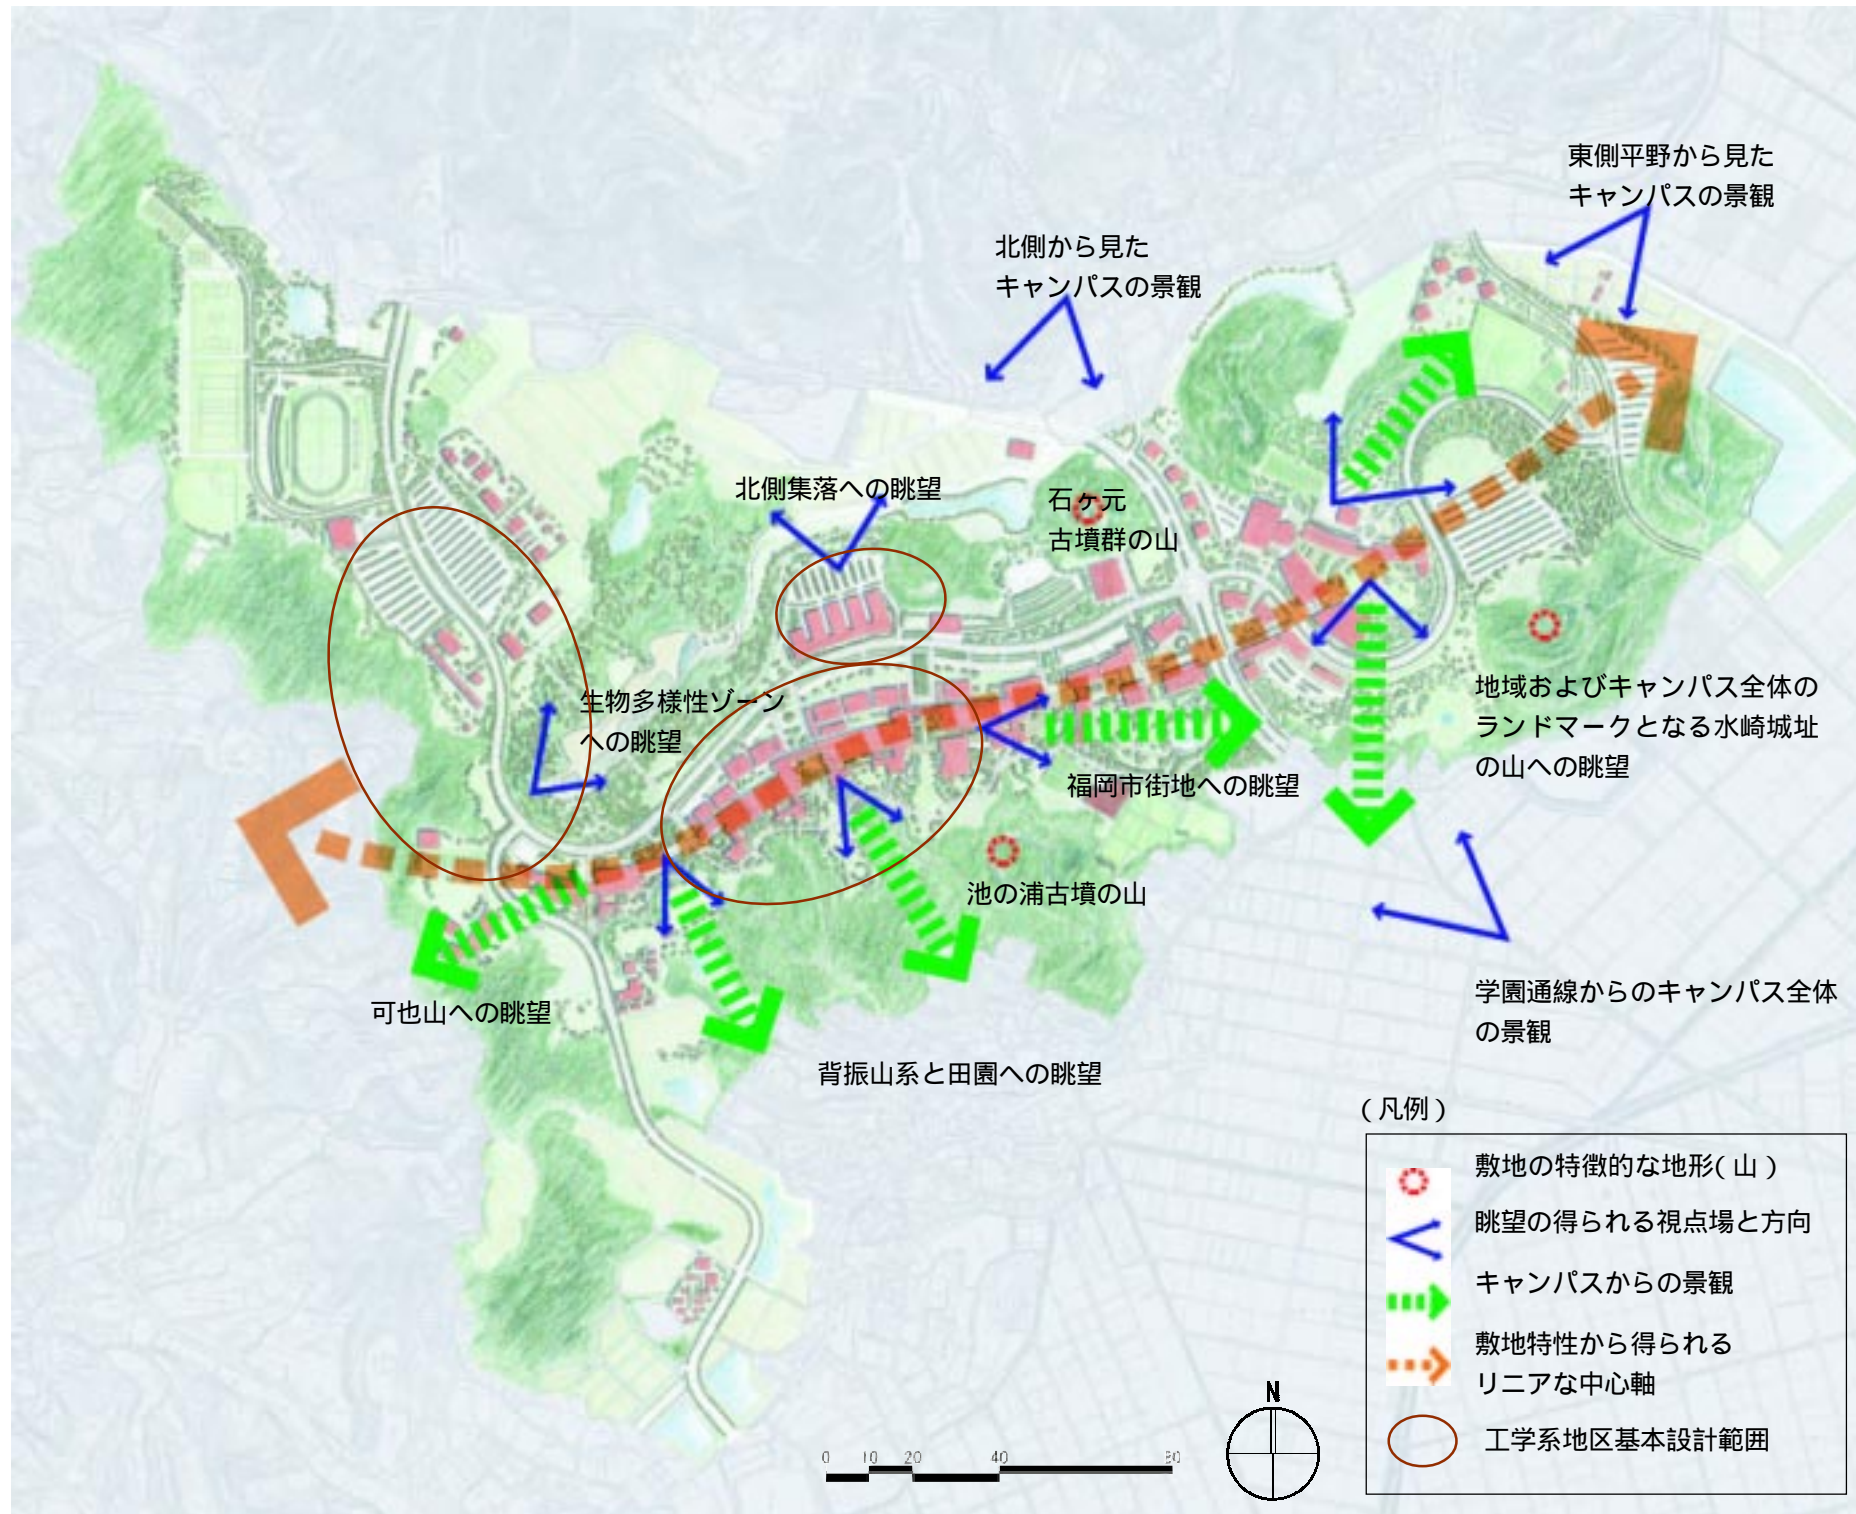 東側平野から見た
キャンパスの景観
北側から見た
キャンパスの景観
北側集落への眺望
石ヶ元
古墳群の山
生物多様性ゾーン
への眺望
地域およびキャンパス全体の
ランドマークとなる水崎城址
の山への眺望
福岡市街地への眺望
池の浦古墳の山
可也山への眺望
学園通線からのキャンパス全体
の景観
背振山系と田園への眺望
(凡例)
敷地の特徴的な地形(山)
眺望の得られる視点場と方向
キャンパスからの景観
敷地特性から得られる
リニアな中心軸
工学系地区基本設計範囲
N
0 10 20 40